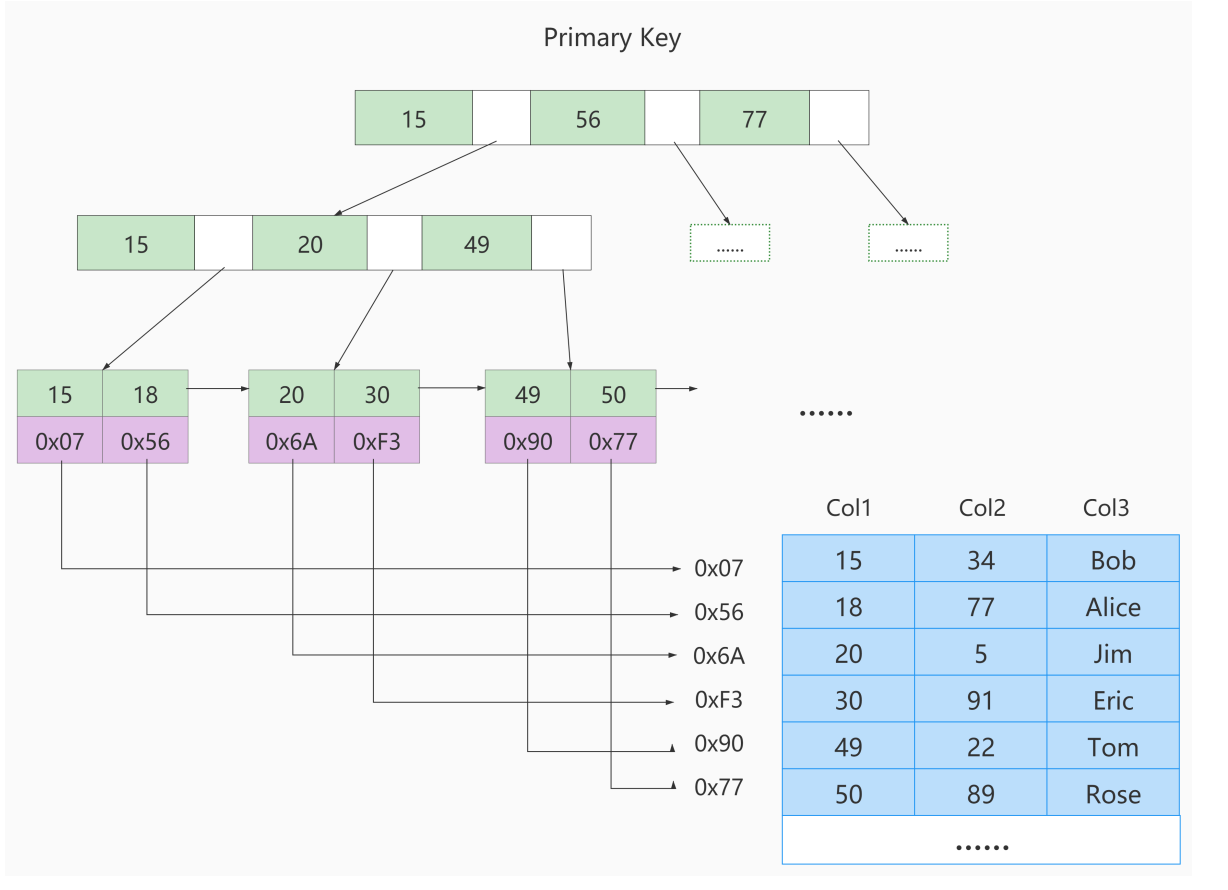 Primary Key
15 56 77
15 20 49
...... ......
15 18 20 30 49 50
0x07 0x56 0x6A 0xF3 0x90 0x77
......
Col1 Col2 Col3
0x07 15 34 Bob
0x56 18 77 Alice
0x6A 20 5 Jim
0xF3 30 91 Eric
0x90 49 22 Tom
0x77 50 89 Rose
......